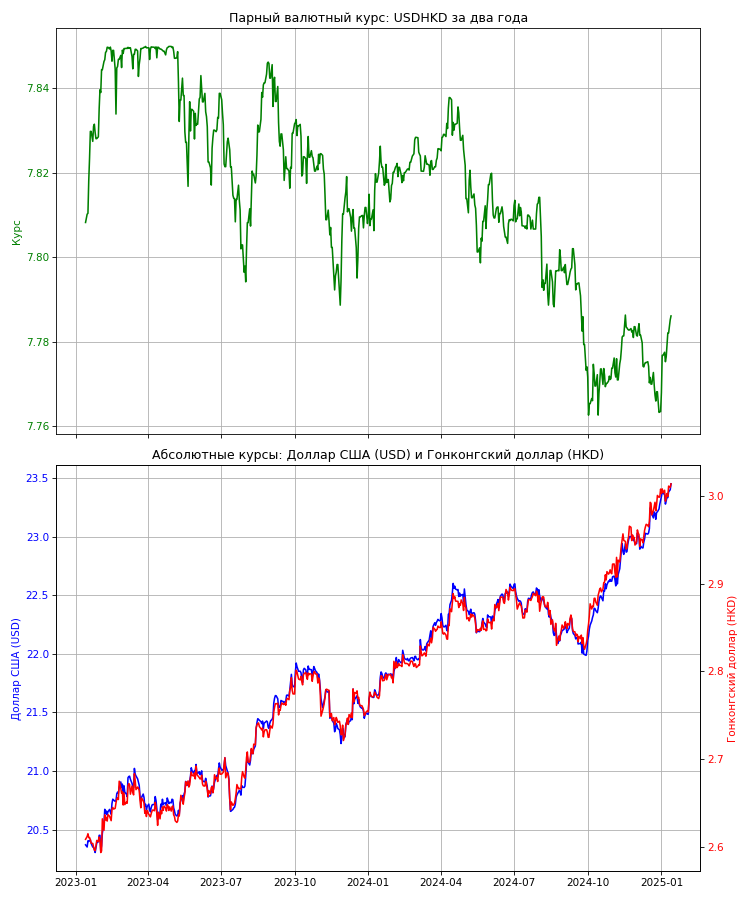 Парный валютный курс: USDHKD за два года
7.84
7.82
7.80
7.78
7.76
Курс
Абсолютные курсы: Доллар США (USD) и Гонконгский доллар (HKD)
23.5
23.0
22.5
22.0
21.5
21.0
20.5
Доллар США (USD)
3.0
2.9
2.8
2.7
2.6
Гонконгский доллар (HKD)
2023-01 2023-04 2023-07 2023-10 2024-01 2024-04 2024-07 2024-10 2025-01